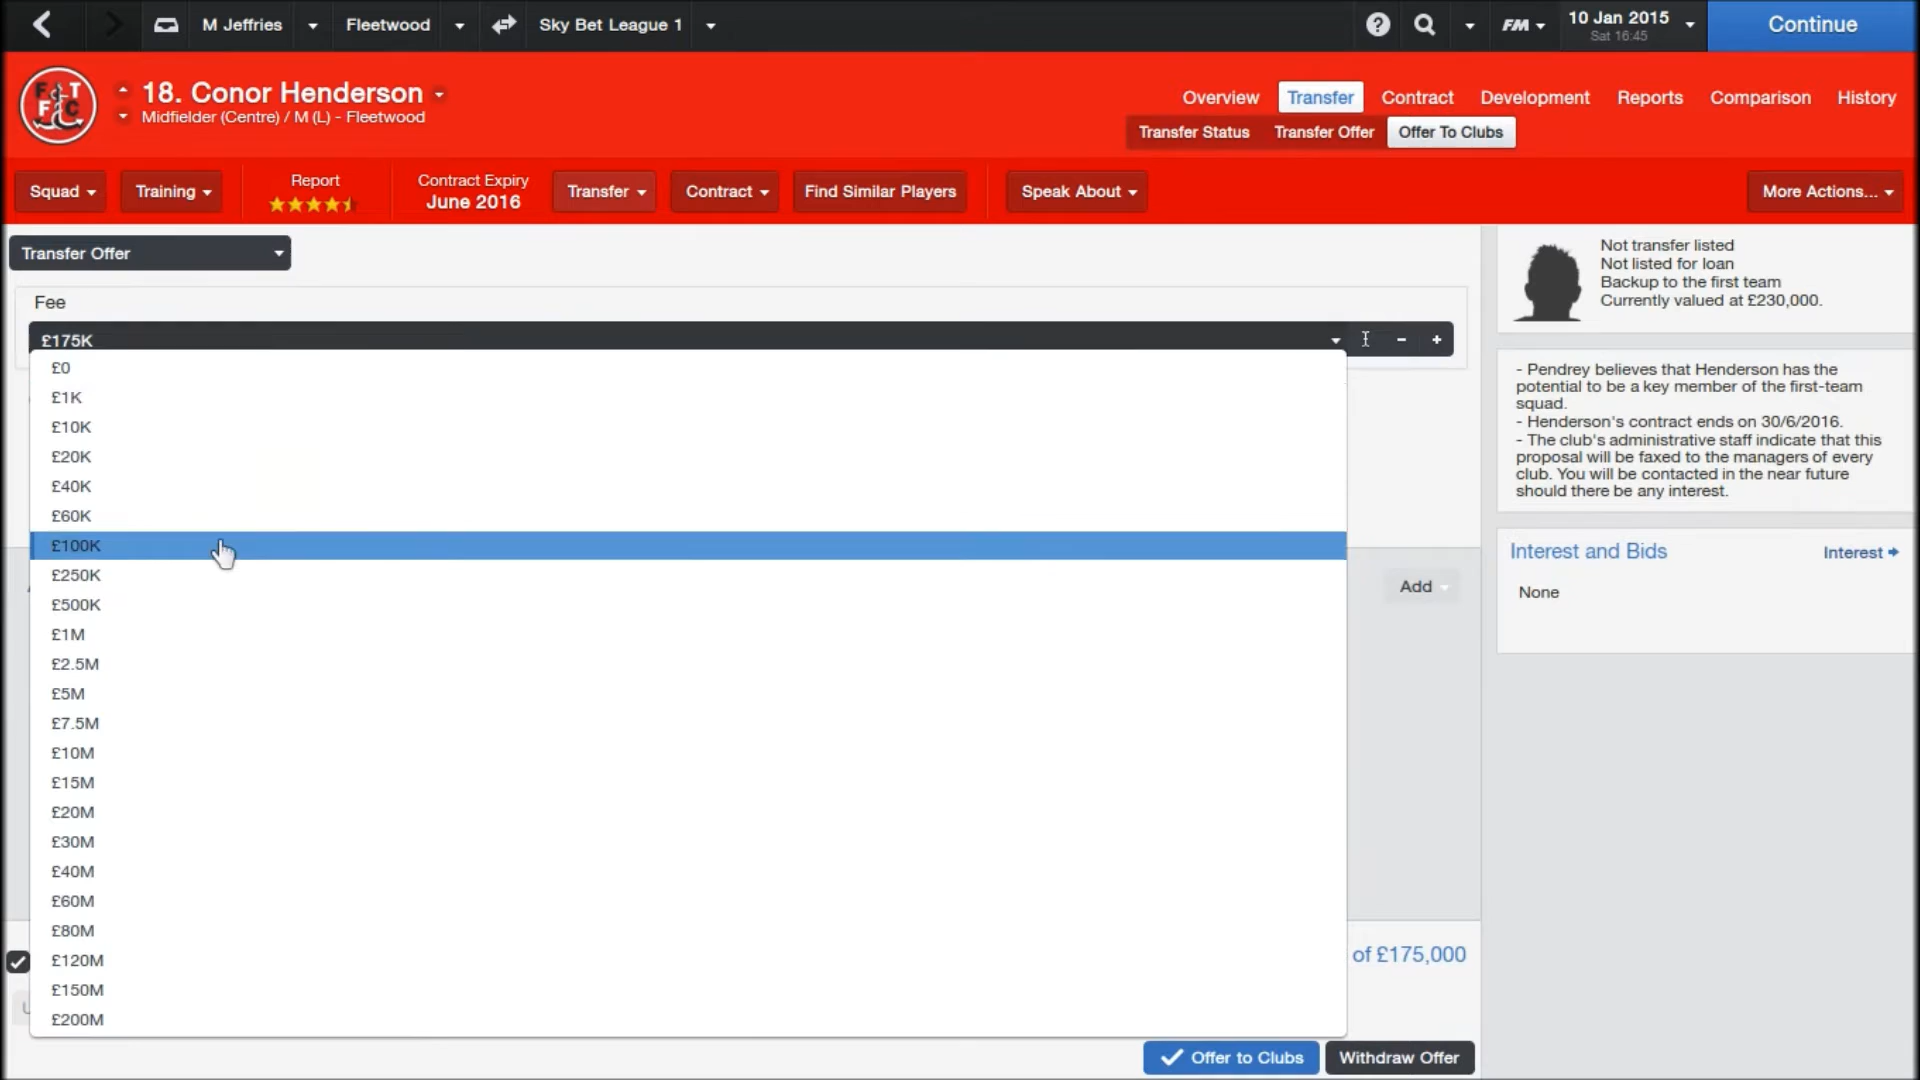 M Jeffries
Fleetwood
Sky Bet League 1
FM
10 Jan 2015
Sat 16:45
Continue
18. Conor Henderson
Midfielder (Centre) / M (L) - Fleetwood
Overview
Transfer
Contract
Development
Reports
Comparison
History
Transfer Status
Transfer Offer
Offer To Clubs
Squad
Training
Report
Contract Expiry
June 2016
Transfer
Contract
Find Similar Players
Speak About
More Actions...
Transfer Offer
Fee
£175K
£0
£1K
£10K
£20K
£40K
£60K
£100K
£250K
£500K
£1M
£2.5M
£5M
£7.5M
£10M
£15M
£20M
£30M
£40M
£60M
£80M
£120M
£150M
£200M
Add
of £175,000
Offer to Clubs
Withdraw Offer
Not transfer listed
Not listed for loan
Backup to the first team
Currently valued at £230,000.
- Pendrey believes that Henderson has the
potential to be a key member of the first-team
squad.
- Henderson's contract ends on 30/6/2016.
- The club's administrative staff indicate that this
proposal will be faxed to the managers of every
club. You will be contacted in the near future
should there be any interest.
Interest and Bids
Interest
None